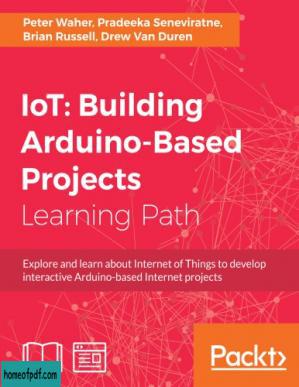 Peter Waher, Pradeeka Seneviratne,
Brian Russell, Drew Van Duren
IoT: Building
Arduino-Based
Projects
Learning Path
Explore and learn about Internet of Things to develop
interactive Arduino-based Internet projects
Packt>
homeofpdf.com